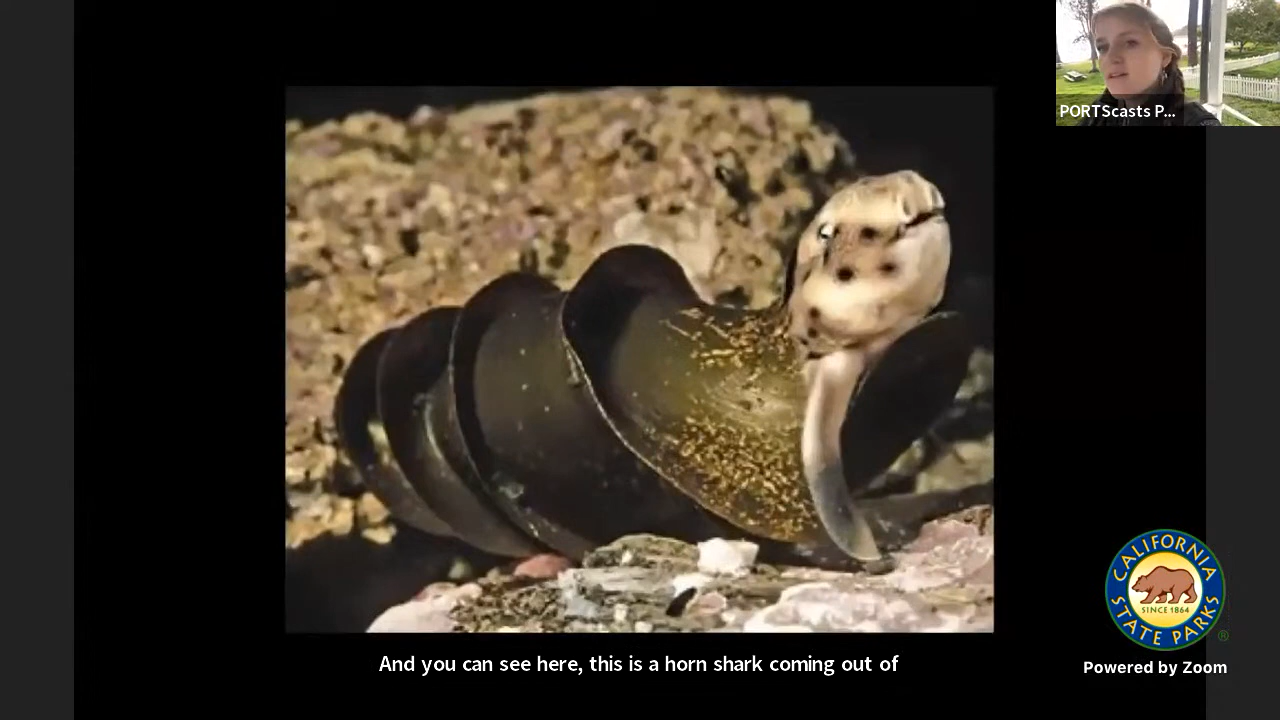 PORTScasts P...
CALIFORNIA
SINCE 1864
STATE PARKS
®
Powered by Zoom
And you can see here, this is a horn shark coming out of